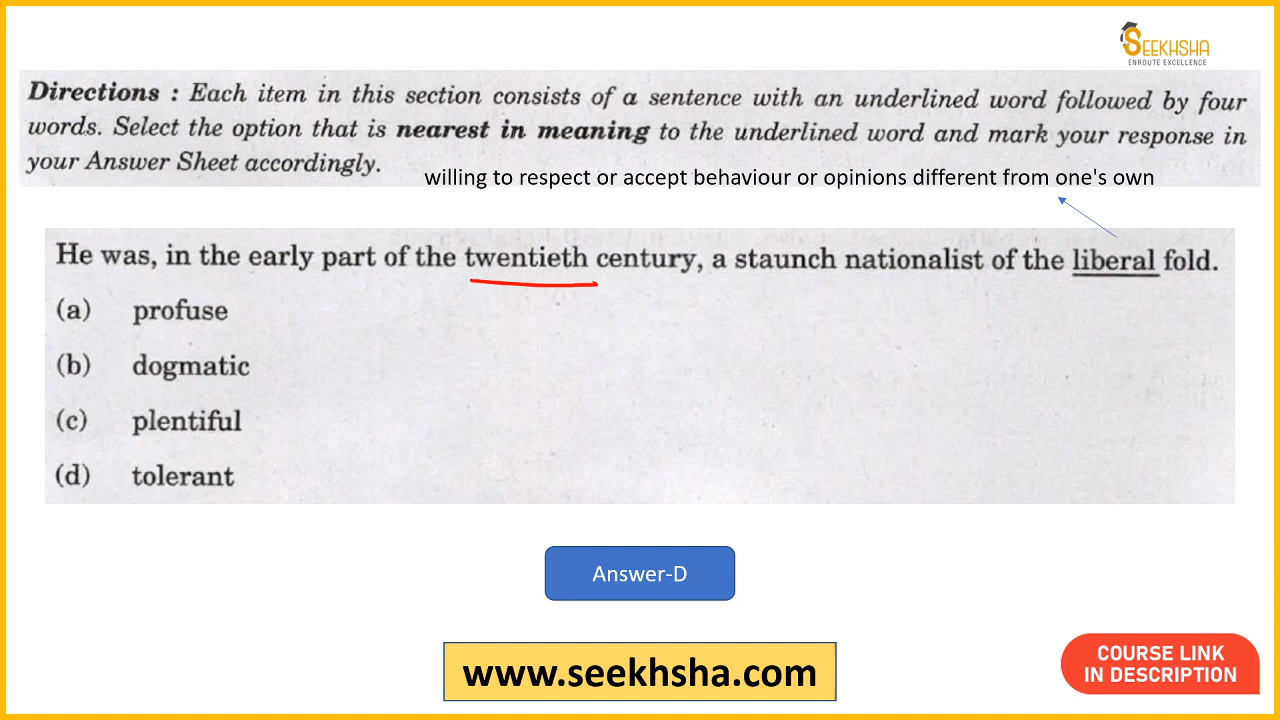 SEEKHSHA
ENROUTE EXCELLENCE
Directions : Each item in this section consists of a sentence with an underlined word followed by four
words. Select the option that is nearest in meaning to the underlined word and mark your response in
your Answer Sheet accordingly.
willing to respect or accept behaviour or opinions different from one's own
He was, in the early part of the twentieth century, a staunch nationalist of the liberal fold.
(a) profuse
(b) dogmatic
(c) plentiful
(d) tolerant
Answer-D
www.seekhsha.com
COURSE LINK
IN DESCRIPTION